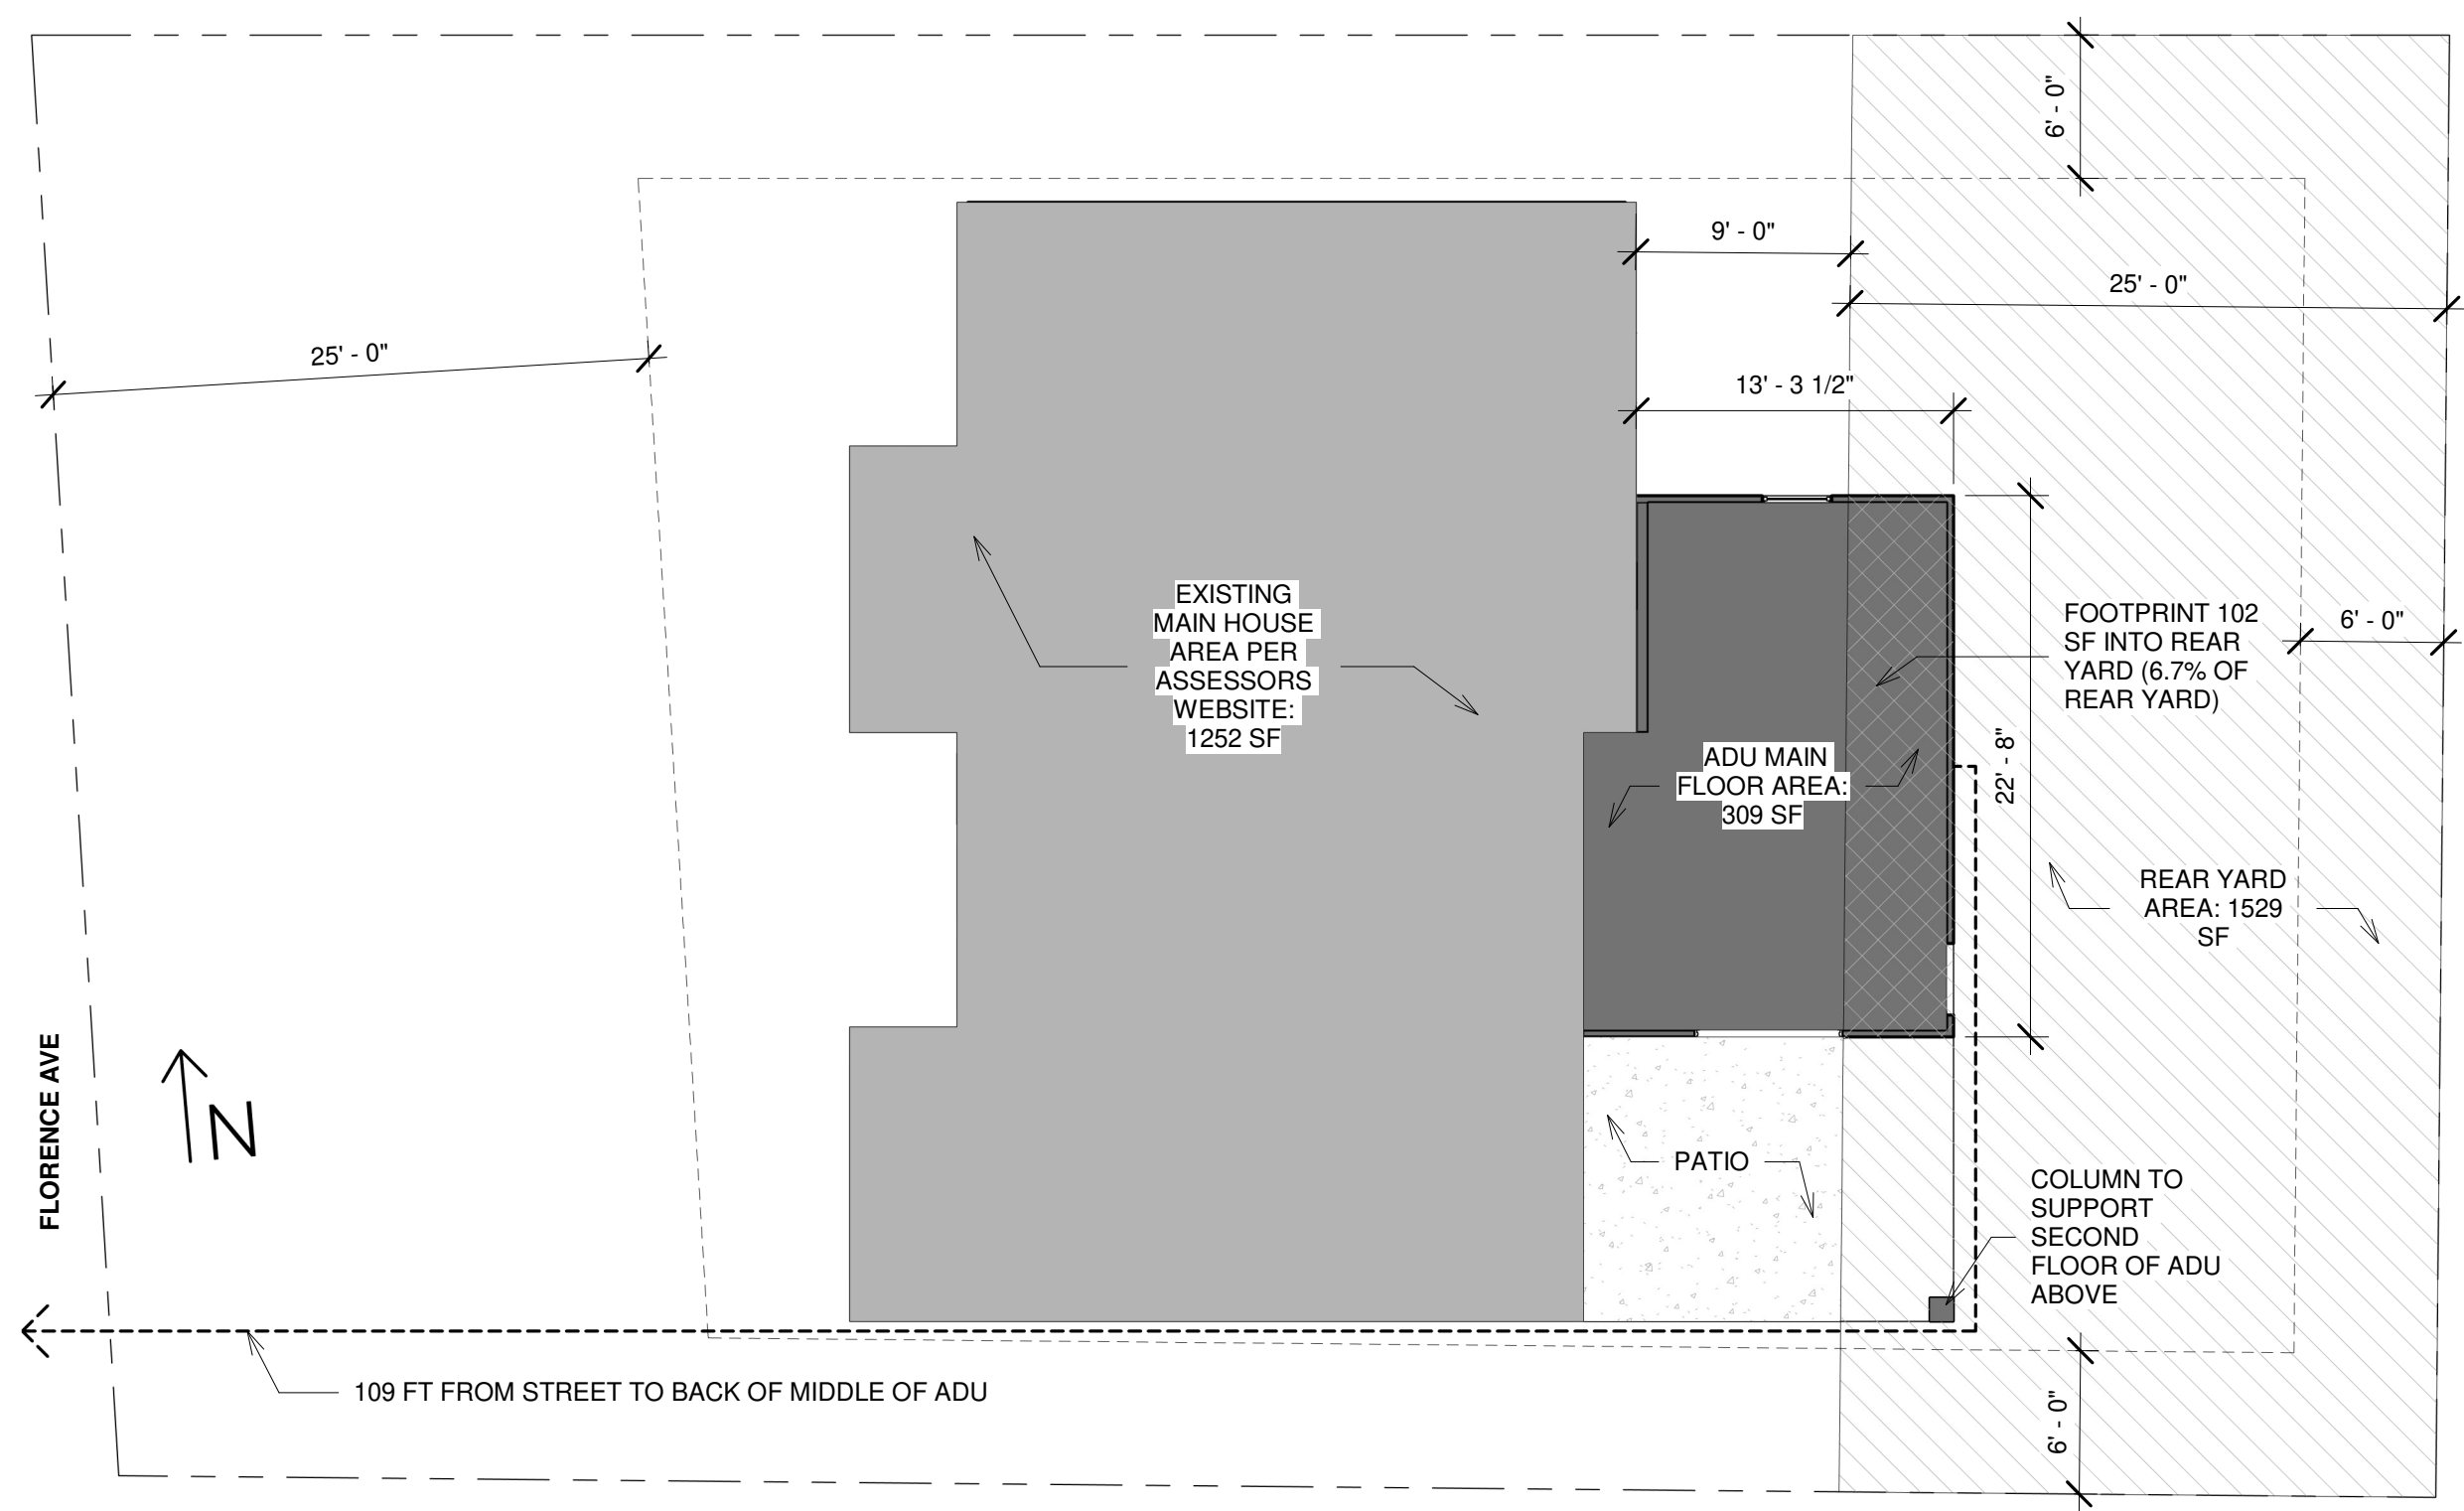 6' - 0"
9' - 0"
25' - 0"
25' - 0"
13' - 3 1/2"
EXISTING
MAIN HOUSE
AREA PER
ASSESSORS
WEBSITE:
1252 SF
FOOTPRINT 102
SF INTO REAR
YARD (6.7% OF
REAR YARD)
6' - 0"
ADU MAIN
FLOOR AREA:
309 SF
22' - 8"
REAR YARD
AREA: 1529
SF
FLORENCE AVE
N
PATIO
COLUMN TO
SUPPORT
SECOND
FLOOR OF ADU
ABOVE
109 FT FROM STREET TO BACK OF MIDDLE OF ADU
6' - 0"